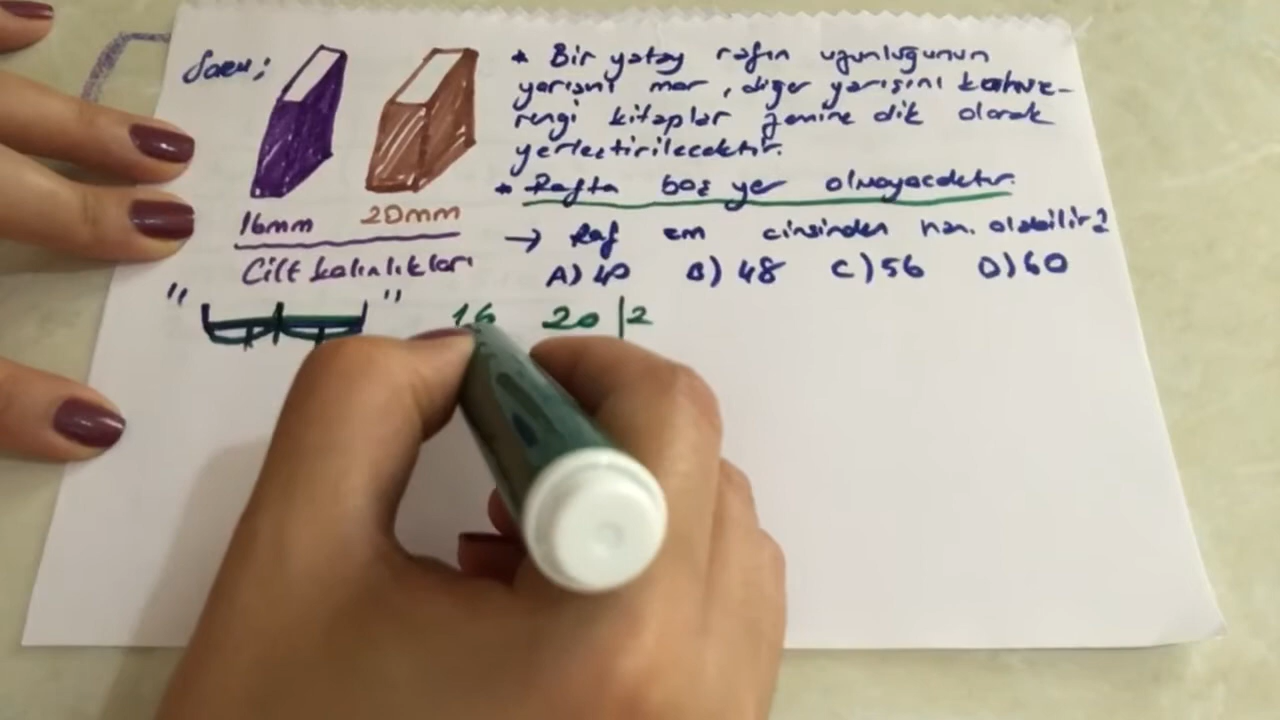 Soru:
* Bir yatay rafın uzunluğunun
yarısını mor, diğer yarısını kahve-
rengi kitaplar zemine dik olarak
yerleştirilecektir.
* Rafta boş yer olmayacaktır.
16mm 20mm
Cilt kalınlıkları
→ Raf cm cinsinden han. olabilir?
A) 40 B) 48 C) 56 D) 60
" "
16 20 | 2